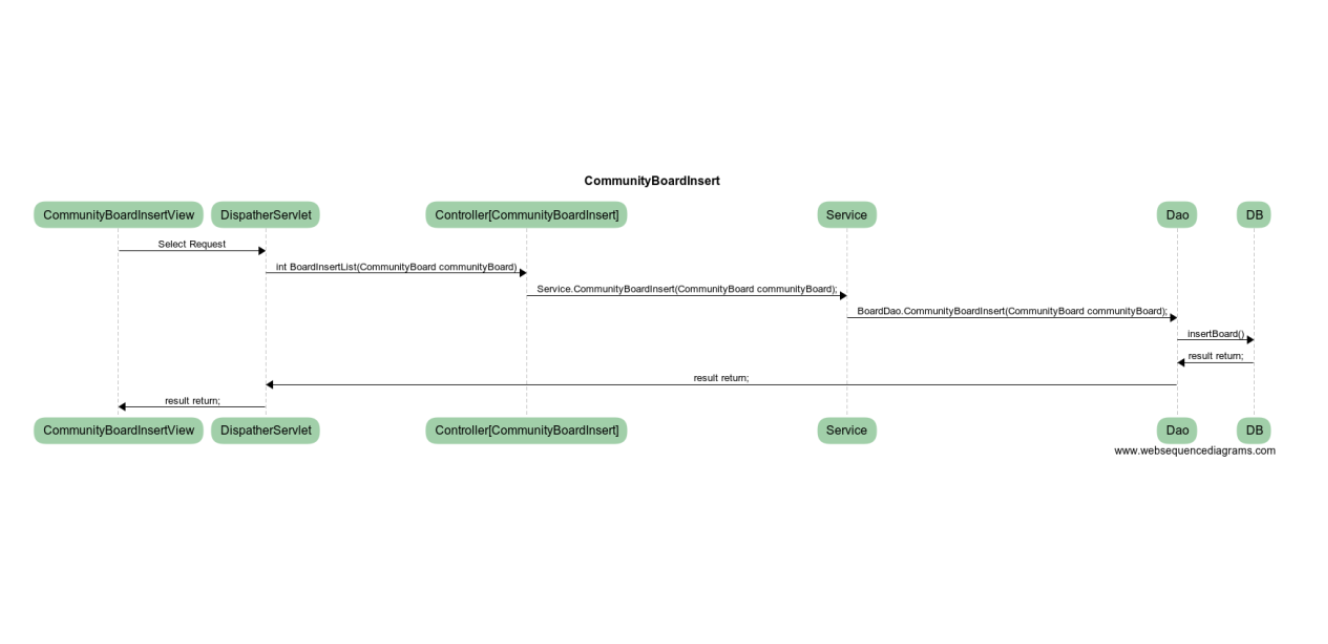 CommunityBoardInsert
CommunityBoardInsertView
DispatherServlet
Controller[CommunityBoardInsert]
Service
Dao
DB
Select Request
int BoardInsertList(CommunityBoard communityBoard)
Service.CommunityBoardInsert(CommunityBoard communityBoard);
BoardDao.CommunityBoardInsert(CommunityBoard communityBoard);
insertBoard()
result return;
result return;
result return;
CommunityBoardInsertView
DispatherServlet
Controller[CommunityBoardInsert]
Service
Dao
DB
www.websequencediagrams.com